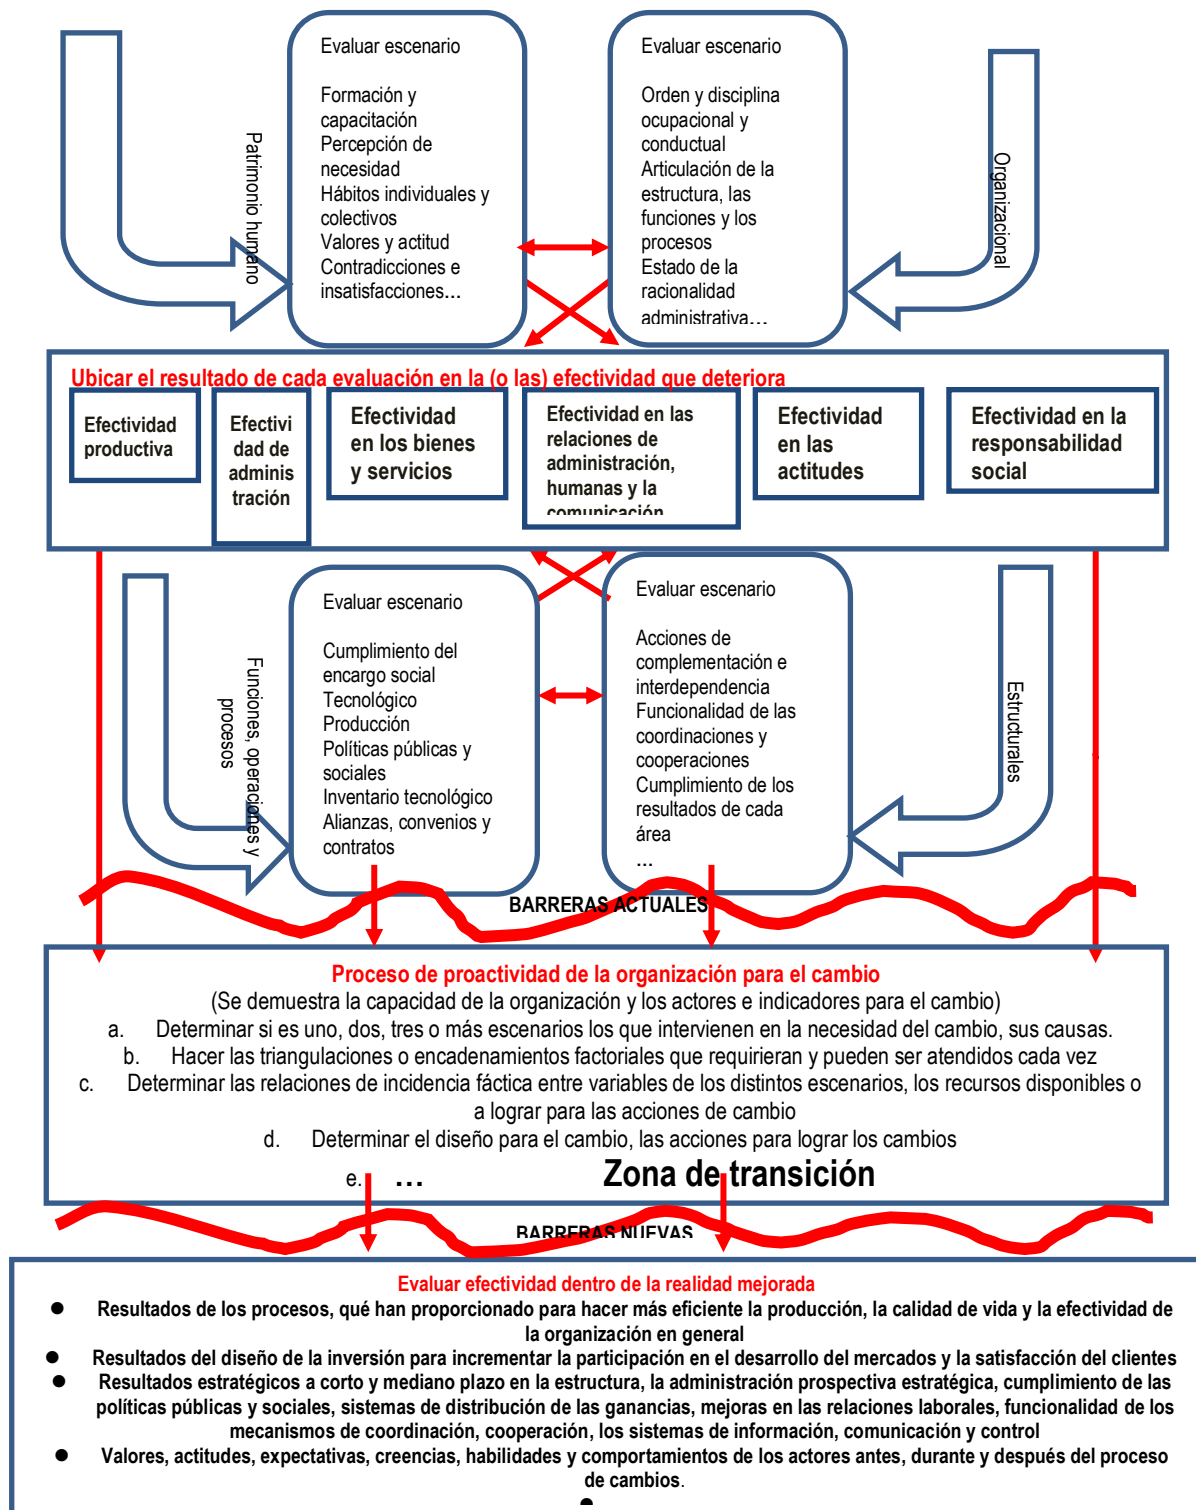 Evaluar escenario
Formación y
capacitación
Percepción de
necesidad
Hábitos individuales y
colectivos
Valores y actitud
Contradicciones e
insatisfacciones…
Evaluar escenario
Orden y disciplina
ocupacional y
conductual
Articulación de la
estructura, las
funciones y los
procesos
Estado de la
racionalidad
administrativa…
Patrimonio humano
Organizacional
Ubicar el resultado de cada evaluación en la (o las) efectividad que deteriora
Efectividad
productiva
Efectivi
dad de
adminis
tración
Efectividad
en los bienes
y servicios
Efectividad en las
relaciones de
administración,
humanas y la
comunicación
Efectividad
en las
actitudes
Efectividad en la
responsabilidad
social
Funciones, operaciones y
procesos
Evaluar escenario
Cumplimiento del
encargo social
Tecnológico
Producción
Políticas públicas y
sociales
Inventario tecnológico
Alianzas, convenios y
contratos
Evaluar escenario
Acciones de
complementación e
interdependencia
Funcionalidad de las
coordinaciones y
cooperaciones
Cumplimiento de los
resultados de cada
área
…
Estructurales
BARRERAS ACTUALES
Proceso de proactividad de la organización para el cambio
(Se demuestra la capacidad de la organización y los actores e indicadores para el cambio)
a. Determinar si es uno, dos, tres o más escenarios los que intervienen en la necesidad del cambio, sus causas.
b. Hacer las triangulaciones o encadenamientos factoriales que requirieran y pueden ser atendidos cada vez
c. Determinar las relaciones de incidencia fáctica entre variables de los distintos escenarios, los recursos disponibles o
a lograr para las acciones de cambio
d. Determinar el diseño para el cambio, las acciones para lograr los cambios
e. … Zona de transición
BARRERAS NUEVAS
Evaluar efectividad dentro de la realidad mejorada
● Resultados de los procesos, qué han proporcionado para hacer más eficiente la producción, la calidad de vida y la efectividad de
la organización en general
● Resultados del diseño de la inversión para incrementar la participación en el desarrollo del mercados y la satisfacción del clientes
● Resultados estratégicos a corto y mediano plazo en la estructura, la administración prospectiva estratégica, cumplimiento de las
políticas públicas y sociales, sistemas de distribución de las ganancias, mejoras en las relaciones laborales, funcionalidad de los
mecanismos de coordinación, cooperación, los sistemas de información, comunicación y control
● Valores, actitudes, expectativas, creencias, habilidades y comportamientos de los actores antes, durante y después del proceso
de cambios.
●